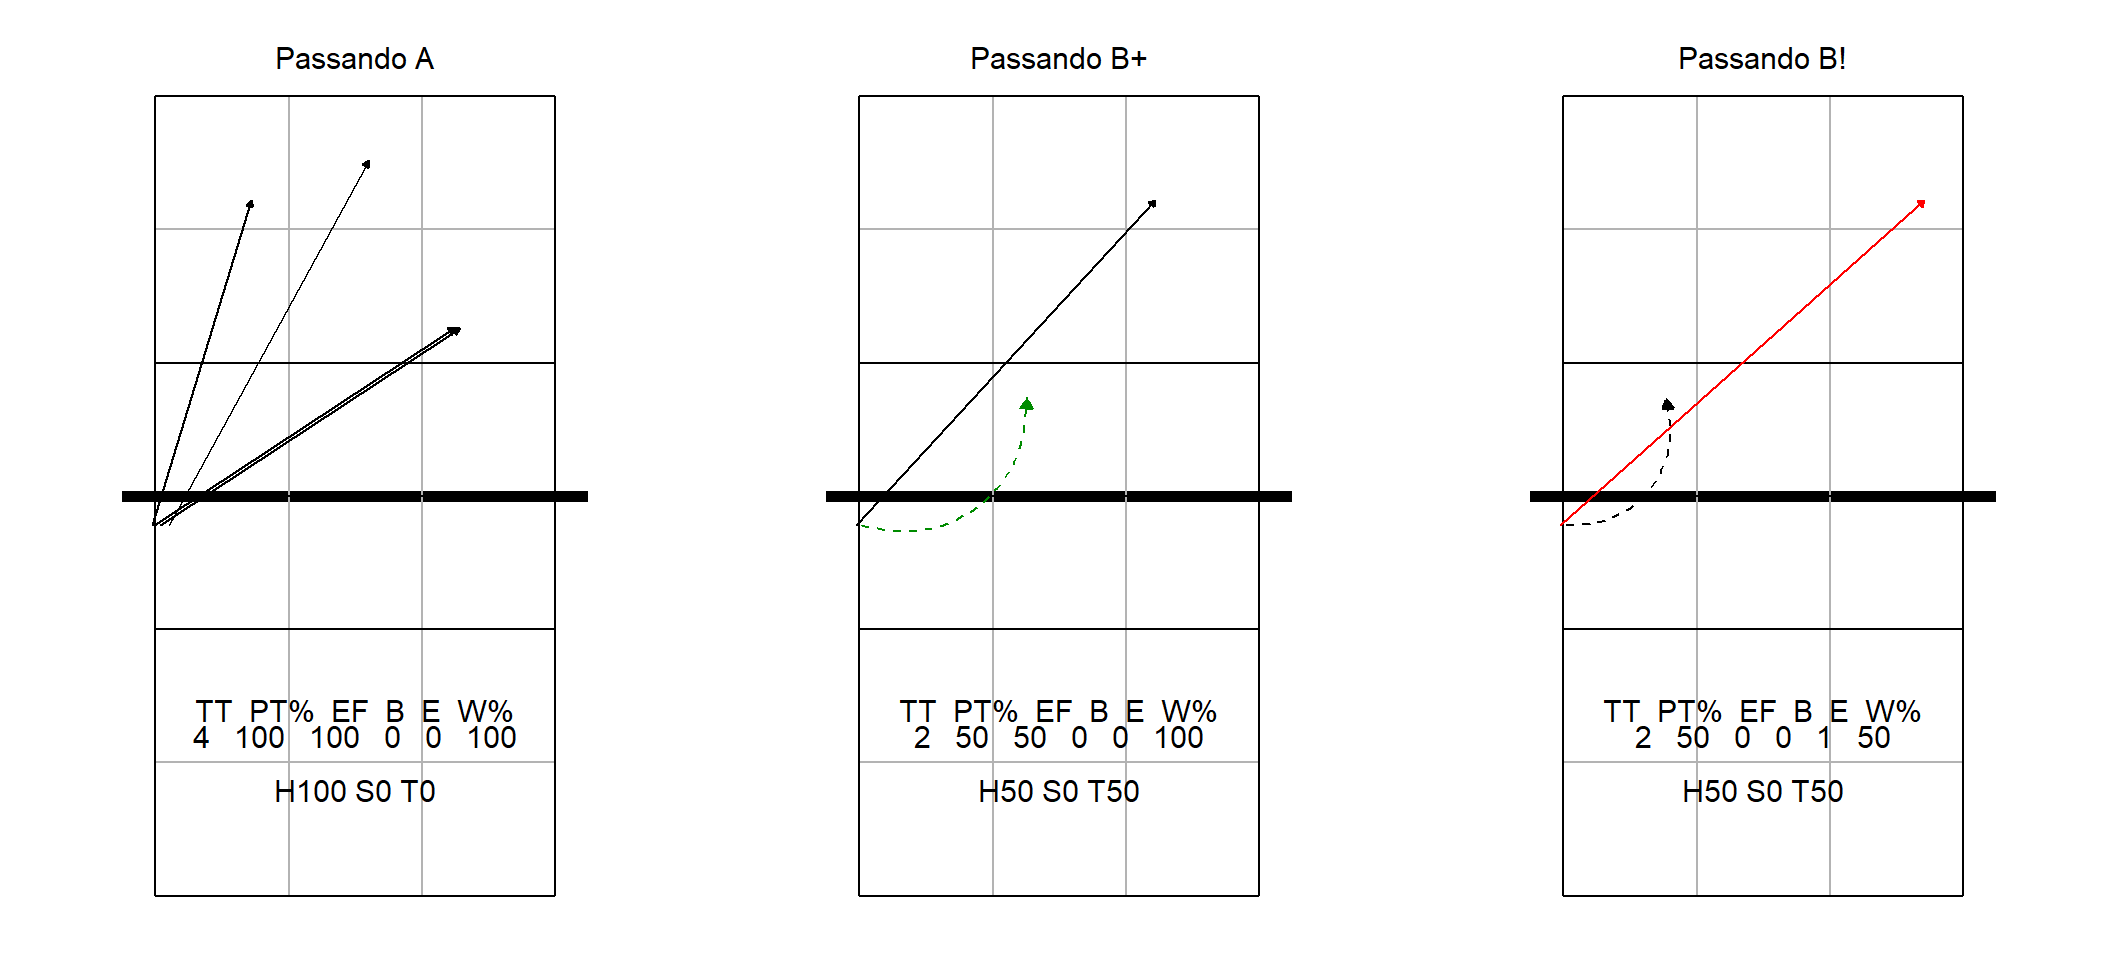 Passando A
TT PT% EF B E W%
4 100 100 0 0 100
H100 S0 T0
Passando B+
TT PT% EF B E W%
2 50 50 0 0 100
H50 S0 T50
Passando B!
TT PT% EF B E W%
2 50 0 0 1 50
H50 S0 T50